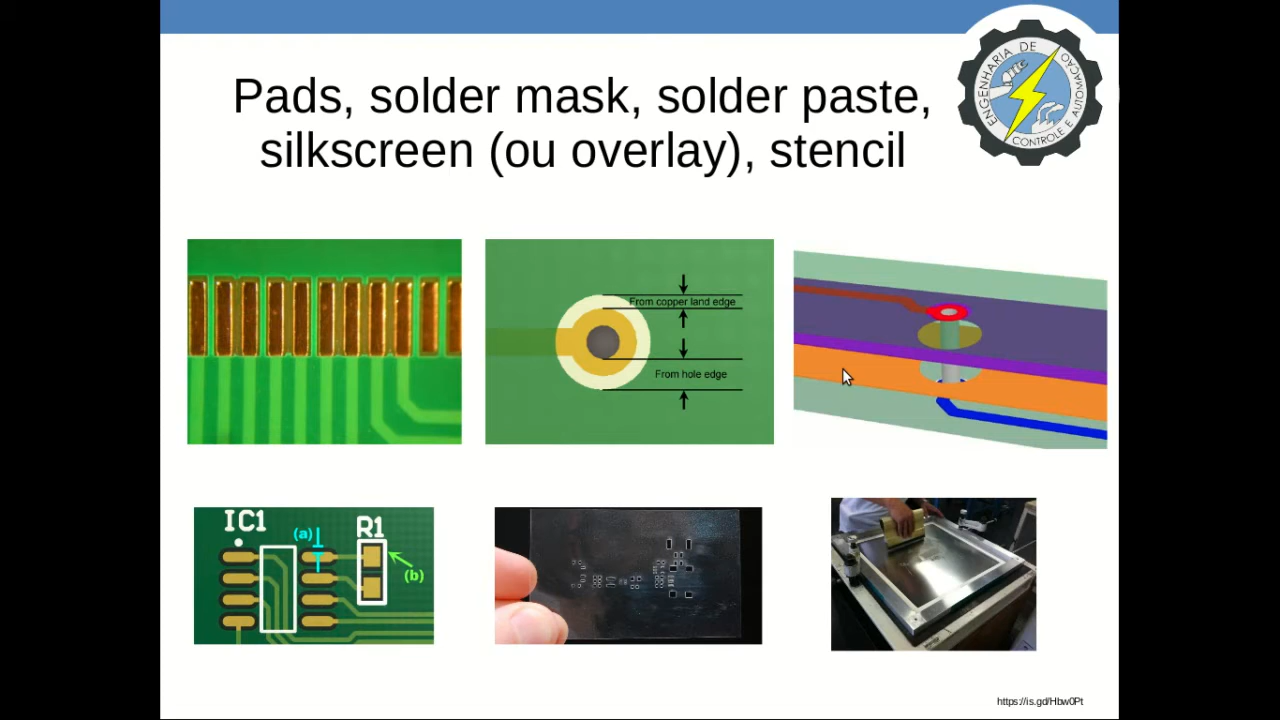 Pads, solder mask, solder paste,
silkscreen (ou overlay), stencil
ENGENHARIA DE
CONTROLE E AUTOMAÇÃO
From copper land edge
From hole edge
IC1
(a)
R1
(b)
https://is.gd/Hbw0Pt